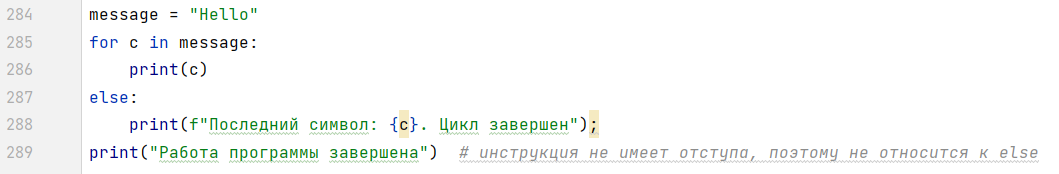 284 message = "Hello"
285 for c in message:
286     print(c)
287 else:
288     print(f"Последний символ: {c}. Цикл завершен");
289 print("Работа программы завершена")  # инструкция не имеет отступа, поэтому не относится к else